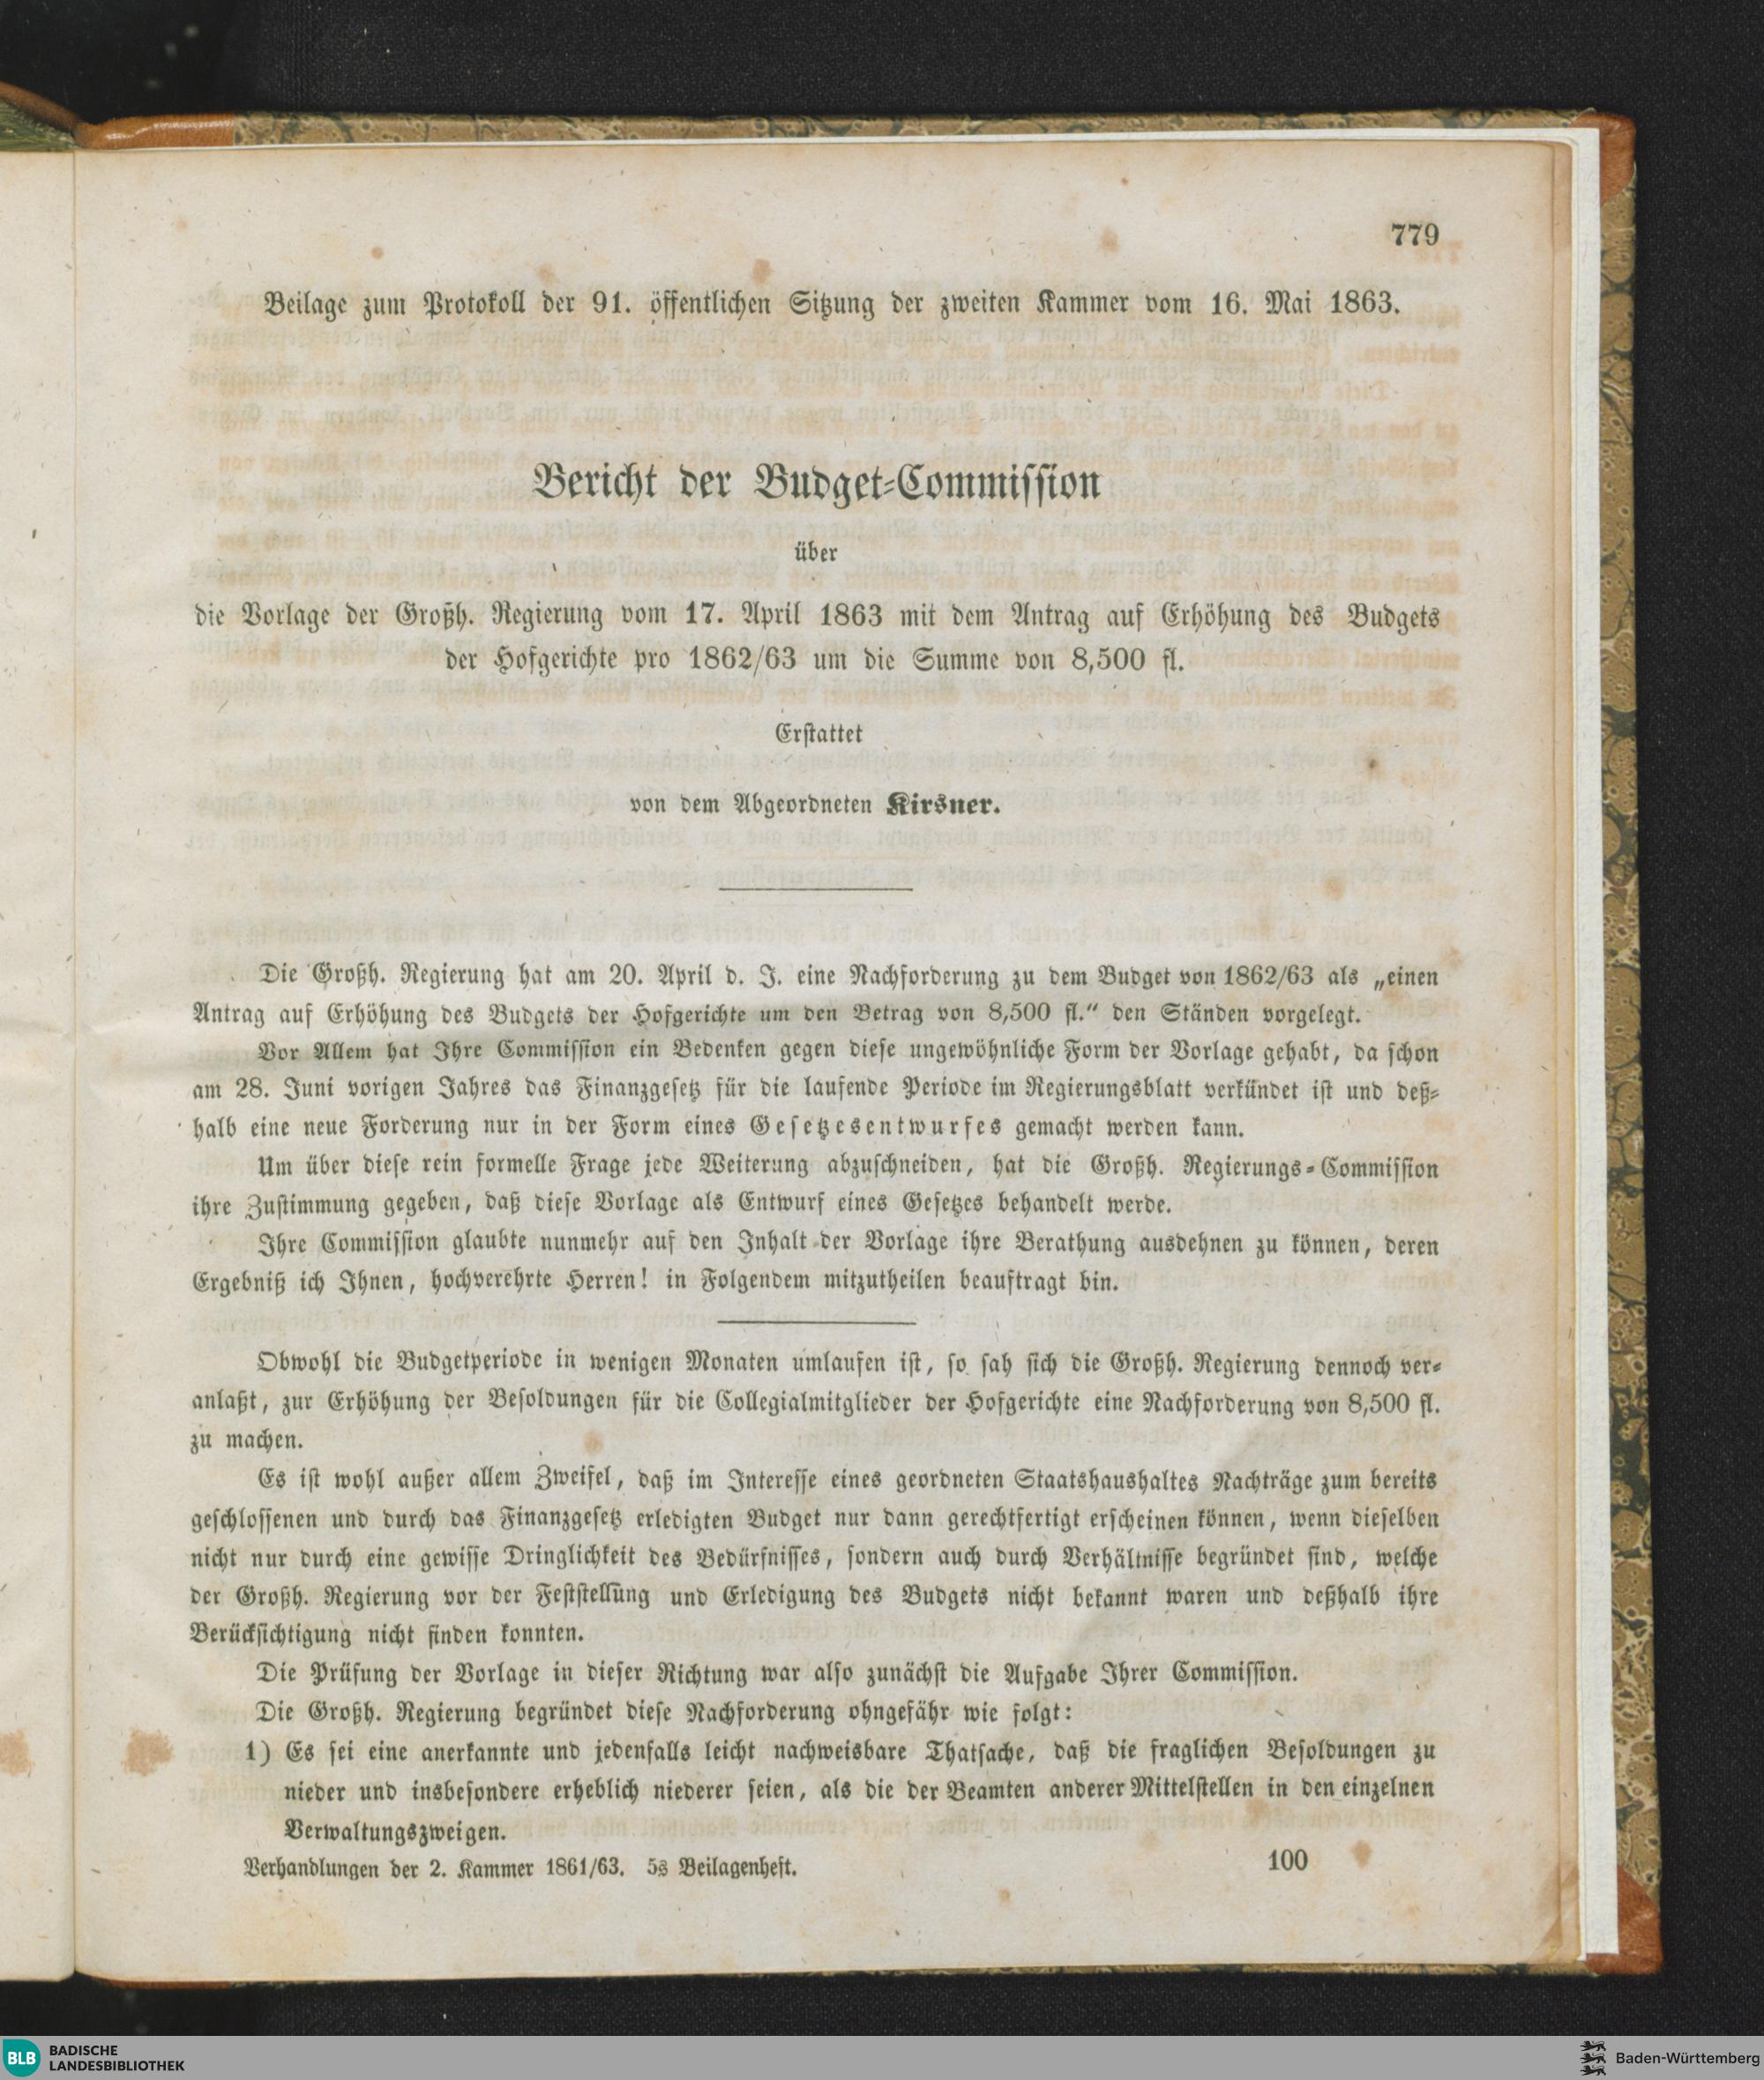 779
Beilage zum Protokoll der 91. öffentlichen Sitzung der zweiten Kammer vom 16. Mai 1863.
Bericht der Budget-Commission
über
die Vorlage der Großh. Regierung vom 17. April 1863 mit dem Antrag auf Erhöhung des Budgets
der Hofgerichte pro 1862/63 um die Summe von 8,500 fl.
Erstattet
von dem Abgeordneten Kirsner.
Die Großh. Regierung hat am 20. April d. J. eine Nachforderung zu dem Budget von 1862/63 als „einen
Antrag auf Erhöhung des Budgets der Hofgerichte um den Betrag von 8,500 fl.“ den Ständen vorgelegt.
Vor Allem hat Ihre Commission ein Bedenken gegen diese ungewöhnliche Form der Vorlage gehabt, da schon
am 28. Juni vorigen Jahres das Finanzgesetz für die laufende Periode im Regierungsblatt verkündet ist und deß-
halb eine neue Forderung nur in der Form eines Gesetzesentwurfes gemacht werden kann.
Um über diese rein formelle Frage jede Weiterung abzuschneiden, hat die Großh. Regierungs-Commission
ihre Zustimmung gegeben, daß diese Vorlage als Entwurf eines Gesetzes behandelt werde.
Ihre Commission glaubte nunmehr auf den Inhalt der Vorlage ihre Berathung ausdehnen zu können, deren
Ergebniß ich Ihnen, hochverehrte Herren! in Folgendem mitzutheilen beauftragt bin.
Obwohl die Budgetperiode in wenigen Monaten umlaufen ist, so sah sich die Großh. Regierung dennoch ver-
anlaßt, zur Erhöhung der Besoldungen für die Collegialmitglieder der Hofgerichte eine Nachforderung von 8,500 fl.
zu machen.
Es ist wohl außer allem Zweifel, daß im Interesse eines geordneten Staatshaushaltes Nachträge zum bereits
geschlossenen und durch das Finanzgesetz erledigten Budget nur dann gerechtfertigt erscheinen können, wenn dieselben
nicht nur durch eine gewisse Dringlichkeit des Bedürfnisses, sondern auch durch Verhältnisse begründet sind, welche
der Großh. Regierung vor der Feststellung und Erledigung des Budgets nicht bekannt waren und deßhalb ihre
Berücksichtigung nicht finden konnten.
Die Prüfung der Vorlage in dieser Richtung war also zunächst die Aufgabe Ihrer Commission.
Die Großh. Regierung begründet diese Nachforderung ohngefähr wie folgt:
1) Es sei eine anerkannte und jedenfalls leicht nachweisbare Thatsache, daß die fraglichen Besoldungen zu
nieder und insbesondere erheblich niederer seien, als die der Beamten anderer Mittelstellen in den einzelnen
Verwaltungszweigen.
Verhandlungen der 2. Kammer 1861/63. 5s Beilagenheft.
100
BLB BADISCHE
LANDESBIBLIOTHEK
Baden-Württemberg